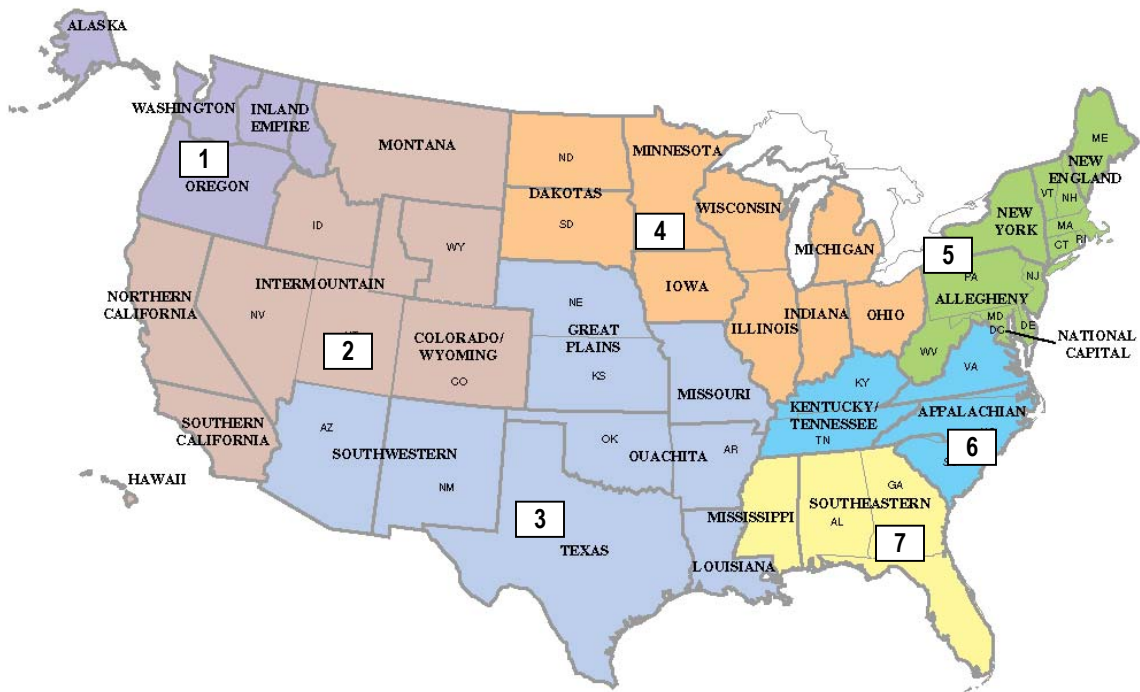 ALASKA
WASHINGTON
INLAND
EMPIRE
1
OREGON
MONTANA
ID
WY
INTERMOUNTAIN
NORTHERN
CALIFORNIA
NV
2
COLORADO/
WYOMING
CO
SOUTHERN
CALIFORNIA
HAWAII
ND
DAKOTAS
SD
MINNESOTA
4
WISCONSIN
MICHIGAN
IOWA
ILLINOIS
INDIANA
OHIO
NE
GREAT
PLAINS
KS
MISSOURI
AZ
SOUTHWESTERN
NM
OK
OUACHITA
AR
3
TEXAS
LOUISIANA
ME
NEW
ENGLAND
VT
NH
NEW
YORK
MA
CT
RI
5
PA
NJ
ALLEGHENY
MD
DE
DC
NATIONAL
CAPITAL
WV
VA
KY
KENTUCKY/
TENNESSEE
TN
APPALACHIAN
6
MISSISSIPPI
GA
SOUTHEASTERN
AL
7